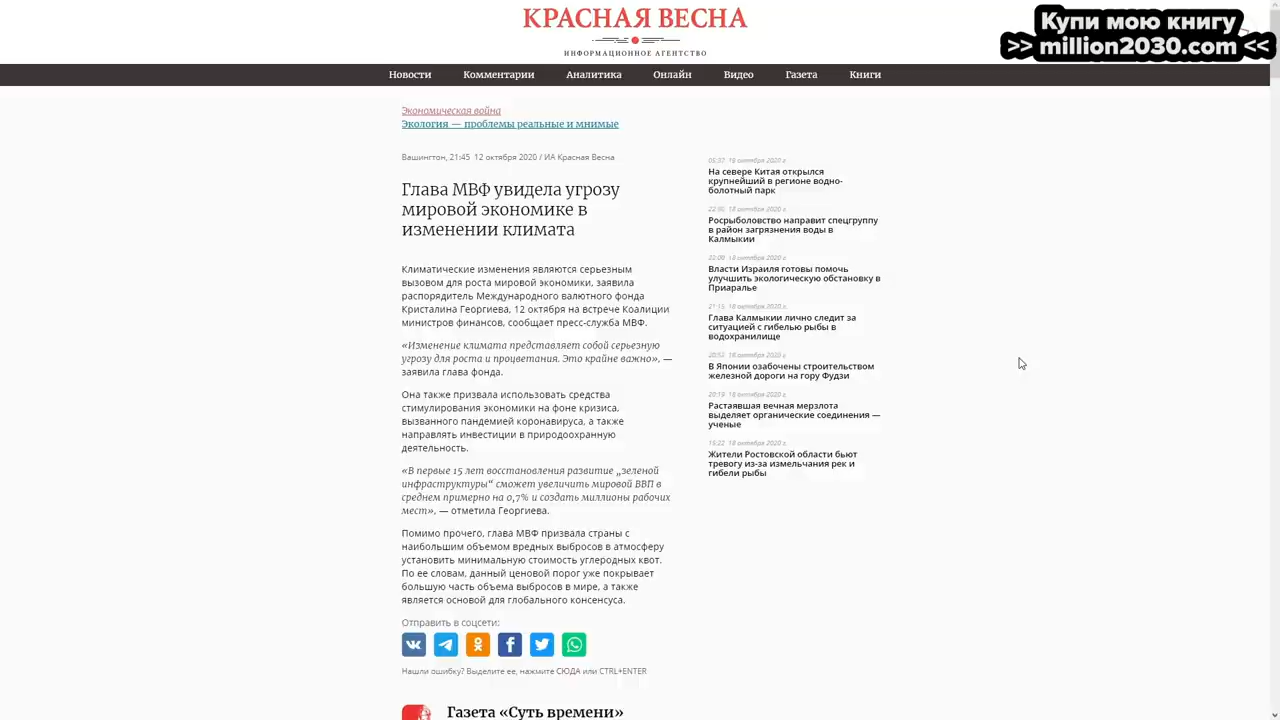 КРАСНАЯ ВЕСНА
ИНФОРМАЦИОННОЕ АГЕНТСТВО
Купи мою книгу
>> million2030.com <<
Новости Комментарии Аналитика Онлайн Видео Газета Книги
Экономическая война
Экология — проблемы реальные и мнимые
Вашингтон, 21:45 12 октября 2020 / ИА Красная Весна
Глава МВФ увидела угрозу
мировой экономике в
изменении климата
Климатические изменения являются серьезным
вызовом для роста мировой экономики, заявила
распорядитель Международного валютного фонда
Кристалина Георгиева, 12 октября на встрече Коалиции
министров финансов, сообщает пресс-служба МВФ.
«Изменение климата представляет собой серьезную
угрозу для роста и процветания. Это крайне важно», —
заявила глава фонда.
Она также призвала использовать средства
стимулирования экономики на фоне кризиса,
вызванного пандемией коронавируса, а также
направлять инвестиции в природоохранную
деятельность.
«В первые 15 лет восстановления развитие „зеленой
инфраструктуры“ сможет увеличить мировой ВВП в
среднем примерно на 0,7% и создать миллионы рабочих
мест», — отметила Георгиева.
Помимо прочего, глава МВФ призвала страны с
наибольшим объемом вредных выбросов в атмосферу
установить минимальную стоимость углеродных квот.
По ее словам, данный ценовой порог уже покрывает
большую часть объема выбросов в мире, а также
является основой для глобального консенсуса.
Отправить в соцсети:
Нашли ошибку? Выделите ее, нажмите СЮДА или CTRL+ENTER
Газета «Суть времени»
05:37 19 октября 2020 г.
На севере Китая открылся
крупнейший в регионе водно-
болотный парк
18 октября 2020 г.
Росрыболовство направит спецгруппу
в район загрязнения воды в
Калмыкии
18 октября 2020 г.
Власти Израиля готовы помочь
улучшить экологическую обстановку в
Приаралье
18 октября 2020 г.
Глава Калмыкии лично следит за
ситуацией с гибелью рыбы в
водохранилище
18 октября 2020 г.
В Японии озабочены строительством
железной дороги на гору Фудзи
20:19 18 октября 2020 г.
Растаявшая вечная мерзлота
выделяет органические соединения —
ученые
18 октября 2020 г.
Жители Ростовской области бьют
тревогу из-за измельчания рек и
гибели рыбы